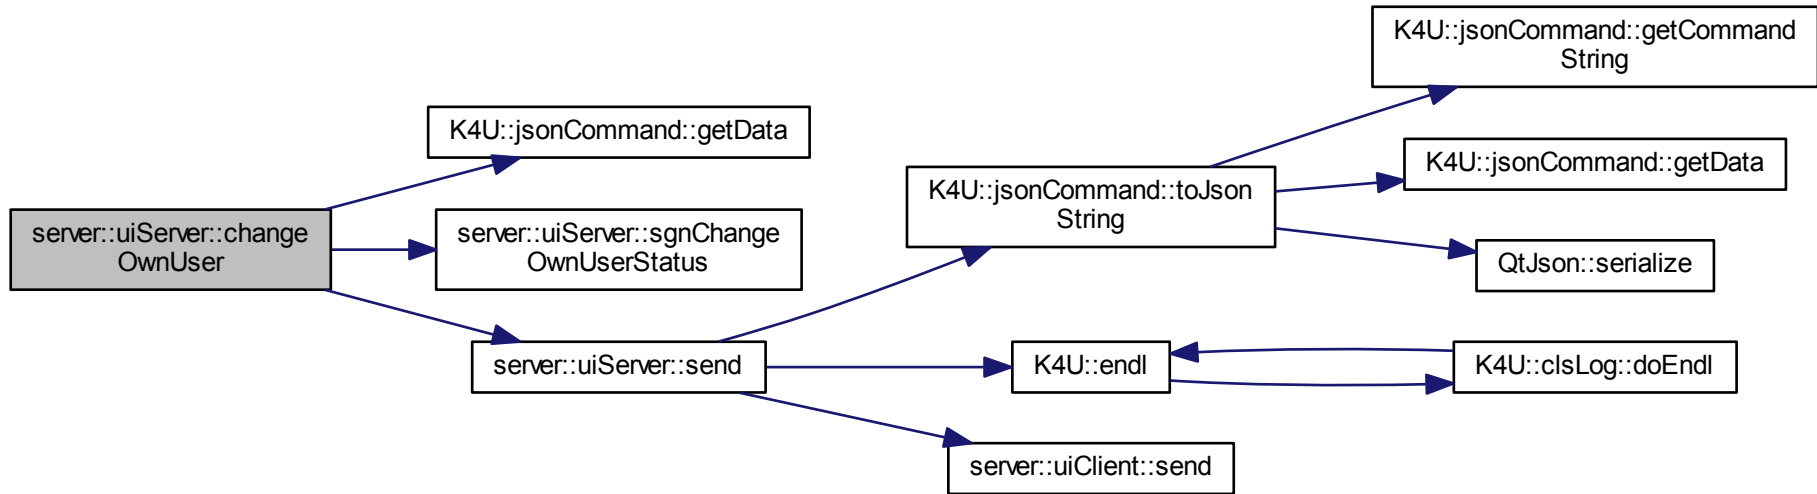 server::uiServer::change
OwnUser
K4U::jsonCommand::getData
server::uiServer::sgnChange
OwnUserStatus
server::uiServer::send
K4U::jsonCommand::toJson
String
K4U::endl
server::uiClient::send
K4U::jsonCommand::getCommand
String
K4U::jsonCommand::getData
QtJson::serialize
K4U::clsLog::doEndl